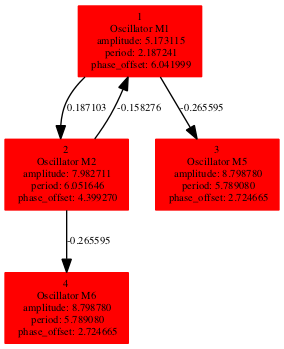 1
Oscillator M1
amplitude: 5.173115
period: 2.187241
phase_offset: 6.041999
0.187103
-0.158276
-0.265595
2
Oscillator M2
amplitude: 7.982711
period: 6.051646
phase_offset: 4.399270
3
Oscillator M5
amplitude: 8.798780
period: 5.789080
phase_offset: 2.724665
-0.265595
4
Oscillator M6
amplitude: 8.798780
period: 5.789080
phase_offset: 2.724665